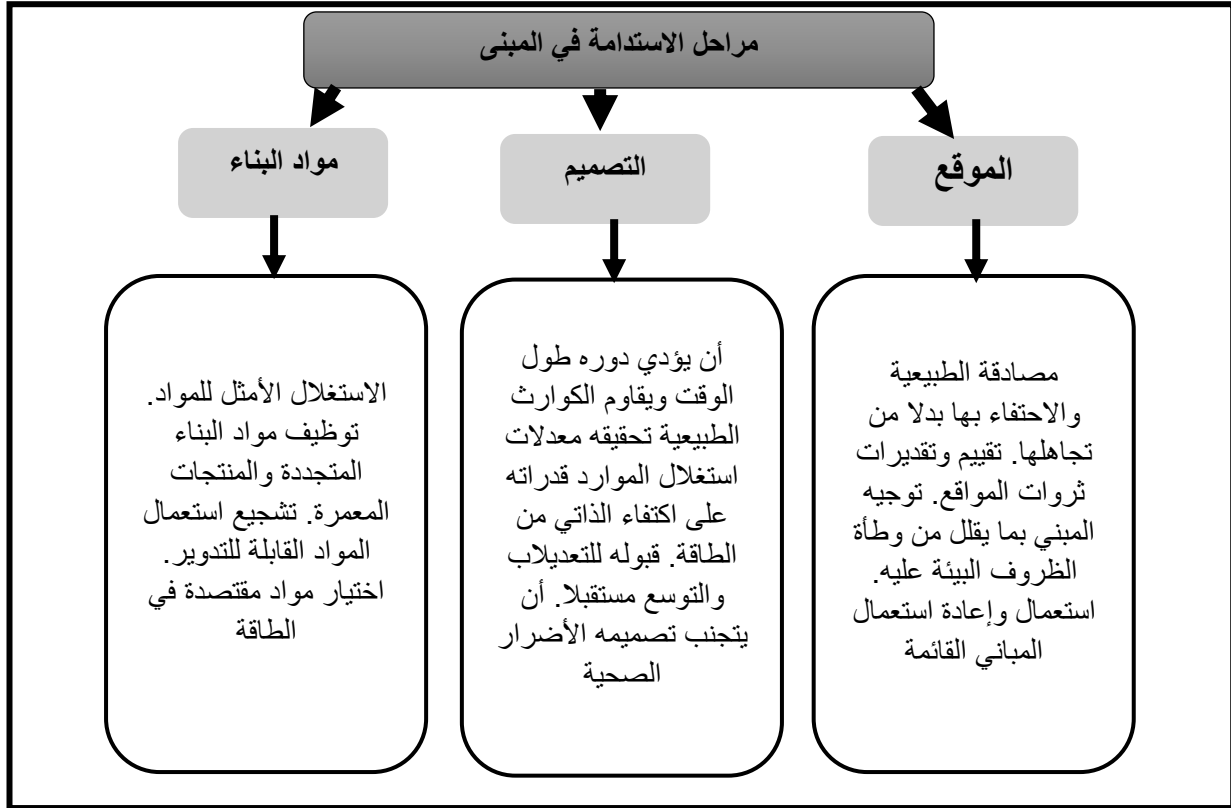 مراحل الاستدامة في المبنى
الموقع
التصميم
مواد البناء
مصادقة الطبيعية
والاحتفاء بها بدلا من
تجاهلها. تقييم وتقديرات
ثروات المواقع. توجيه
المبني بما يقلل من وطأة
الظروف البيئة عليه.
استعمال وإعادة استعمال
المباني القائمة
أن يؤدي دوره طول
الوقت ويقاوم الكوارث
الطبيعية تحقيقه معدلات
استغلال الموارد قدراته
على اكتفاء الذاتي من
الطاقة. قبوله للتعديلاب
والتوسع مستقبلا. أن
يتجنب تصميمه الأضرار
الصحية
الاستغلال الأمثل للمواد.
توظيف مواد البناء
المتجددة والمنتجات
المعمرة. تشجيع استعمال
المواد القابلة للتدوير.
اختيار مواد مقتصدة في
الطاقة